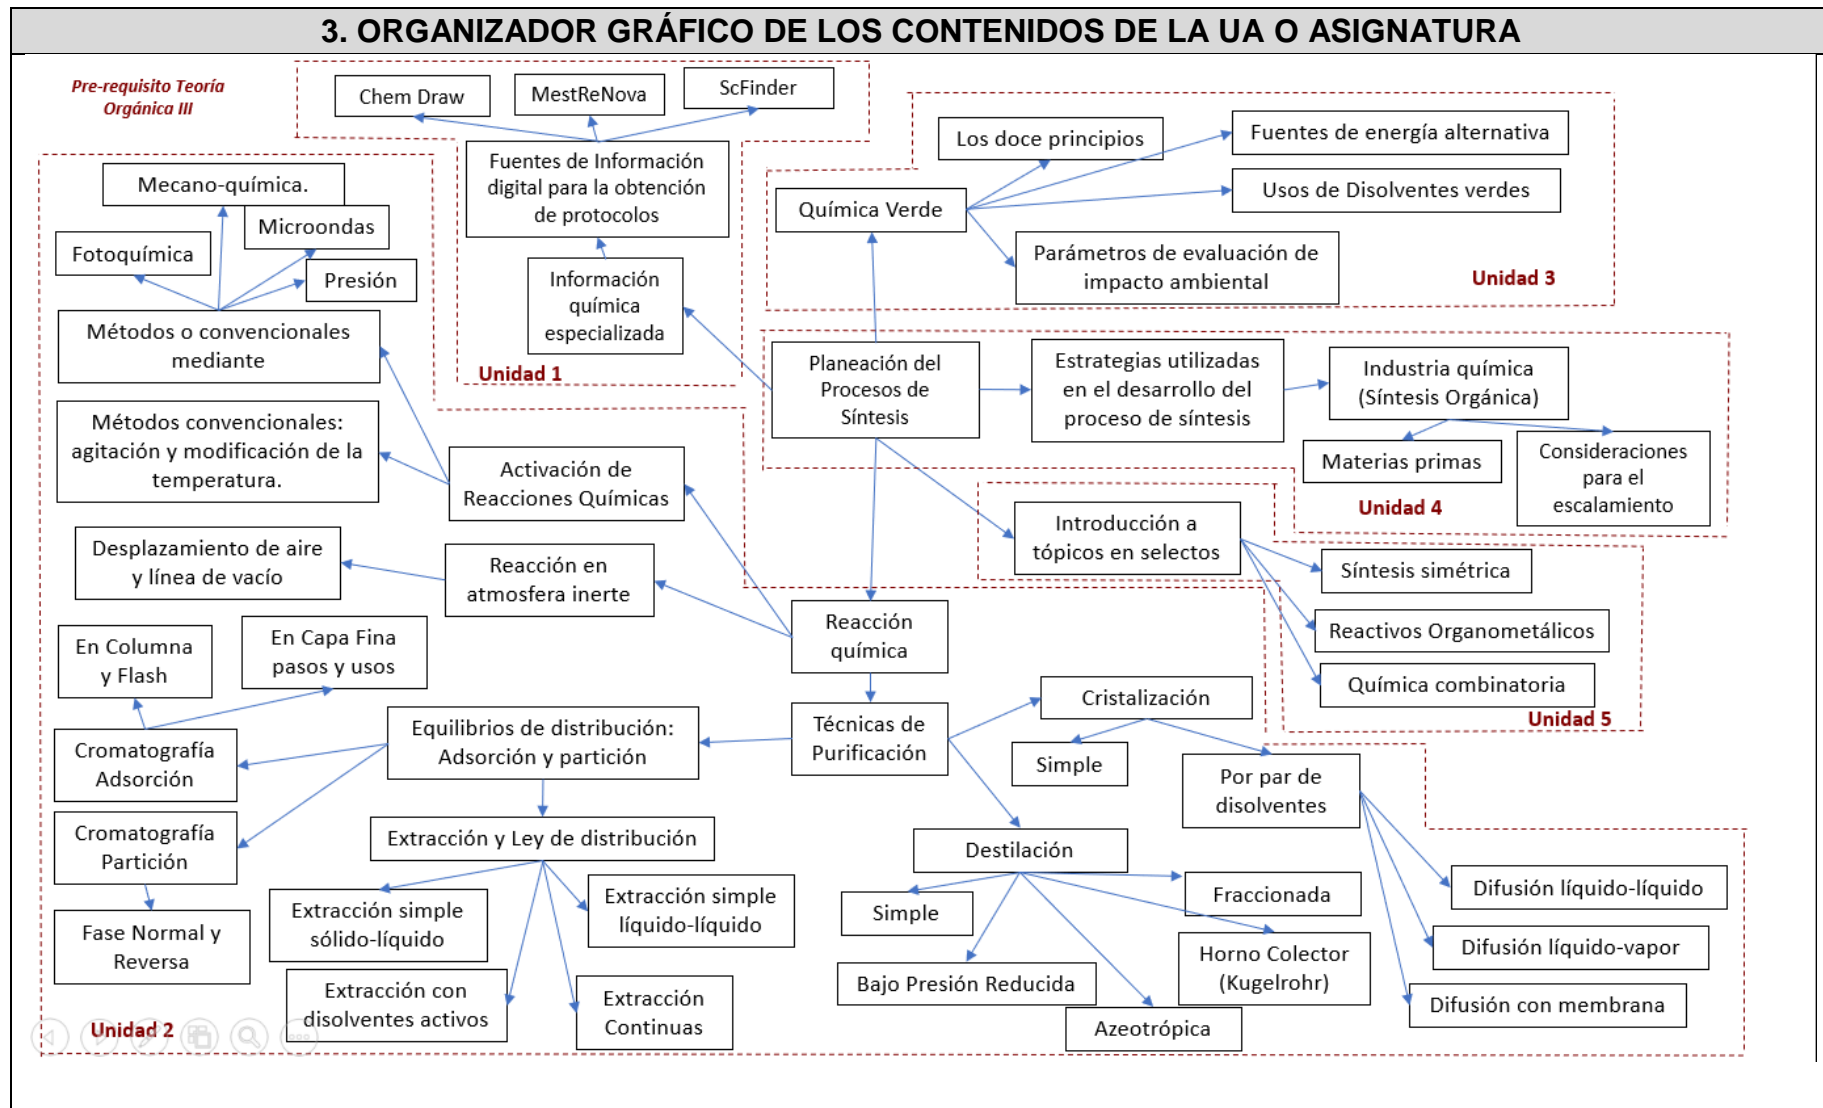 3. ORGANIZADOR GRÁFICO DE LOS CONTENIDOS DE LA UA O ASIGNATURA
Pre-requisito Teoría
Orgánica III
Chem Draw
MestReNova
ScFinder
Fuentes de Información
digital para la obtención
de protocolos
Información
química
especializada
Unidad 1
Los doce principios
Fuentes de energía alternativa
Usos de Disolventes verdes
Química Verde
Parámetros de evaluación de
impacto ambiental
Unidad 3
Mecano-química.
Microondas
Fotoquímica
Presión
Métodos o convencionales
mediante
Métodos convencionales:
agitación y modificación de la
temperatura.
Activación de
Reacciones Químicas
Desplazamiento de aire
y línea de vacío
Reacción en
atmosfera inerte
Planeación del
Procesos de
Síntesis
Estrategias utilizadas
en el desarrollo del
proceso de síntesis
Industria química
(Síntesis Orgánica)
Materias primas
Consideraciones
para el
escalamiento
Unidad 4
Introducción a
tópicos en selectos
Síntesis simétrica
Reactivos Organometálicos
Química combinatoria
Unidad 5
Reacción
química
Técnicas de
Purificación
En Columna
y Flash
En Capa Fina
pasos y usos
Equilibrios de distribución:
Adsorción y partición
Cromatografía
Adsorción
Cromatografía
Partición
Fase Normal y
Reversa
Extracción y Ley de distribución
Extracción simple
sólido-líquido
Extracción simple
líquido-líquido
Extracción con
disolventes activos
Extracción
Continuas
Cristalización
Simple
Por par de
disolventes
Destilación
Simple
Fraccionada
Bajo Presión Reducida
Horno Colector
(Kugelrohr)
Azeotrópica
Difusión líquido-líquido
Difusión líquido-vapor
Difusión con membrana
Unidad 2